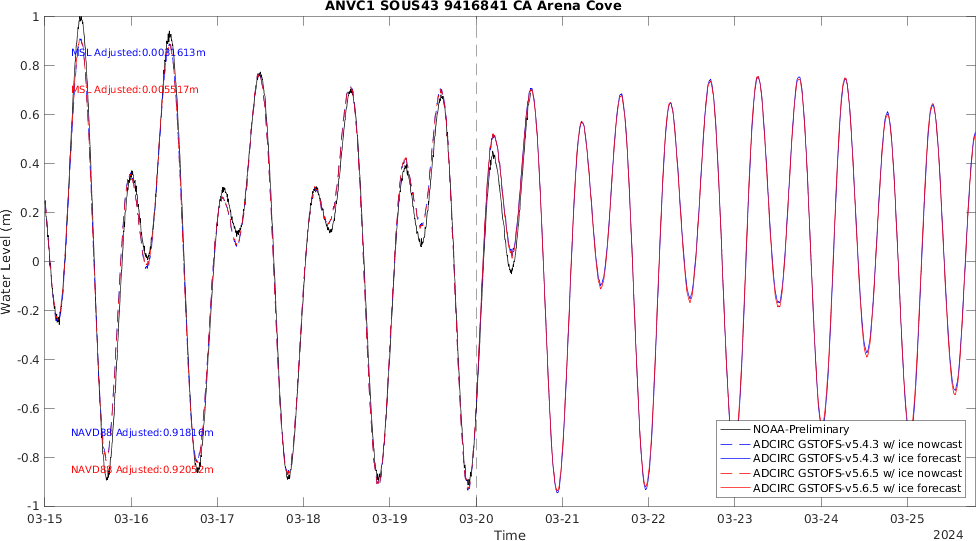 ANVC1 SOUS43 9416841 CA Arena Cove
1
0.8
0.6
0.4
0.2
0
-0.2
-0.4
-0.6
-0.8
-1
Water Level (m)
MSL Adjusted:0.0031613m
MSL Adjusted:0.005517m
NAVD88 Adjusted:0.91816m
NAVD88 Adjusted:m
NOAA-Preliminary
ADCIRC GSTOFS-v5.4.3 w/ ice nowcast
ADCIRC GSTOFS-v5.4.3 w/ ice forecast
ADCIRC GSTOFS-v5.6.5 w/ ice nowcast
ADCIRC GSTOFS-v5.6.5 w/ ice forecast
03-15 03-16 03-17 03-18 03-19 03-20 03-21 03-22 03-23 03-24 03-25
Time
2024